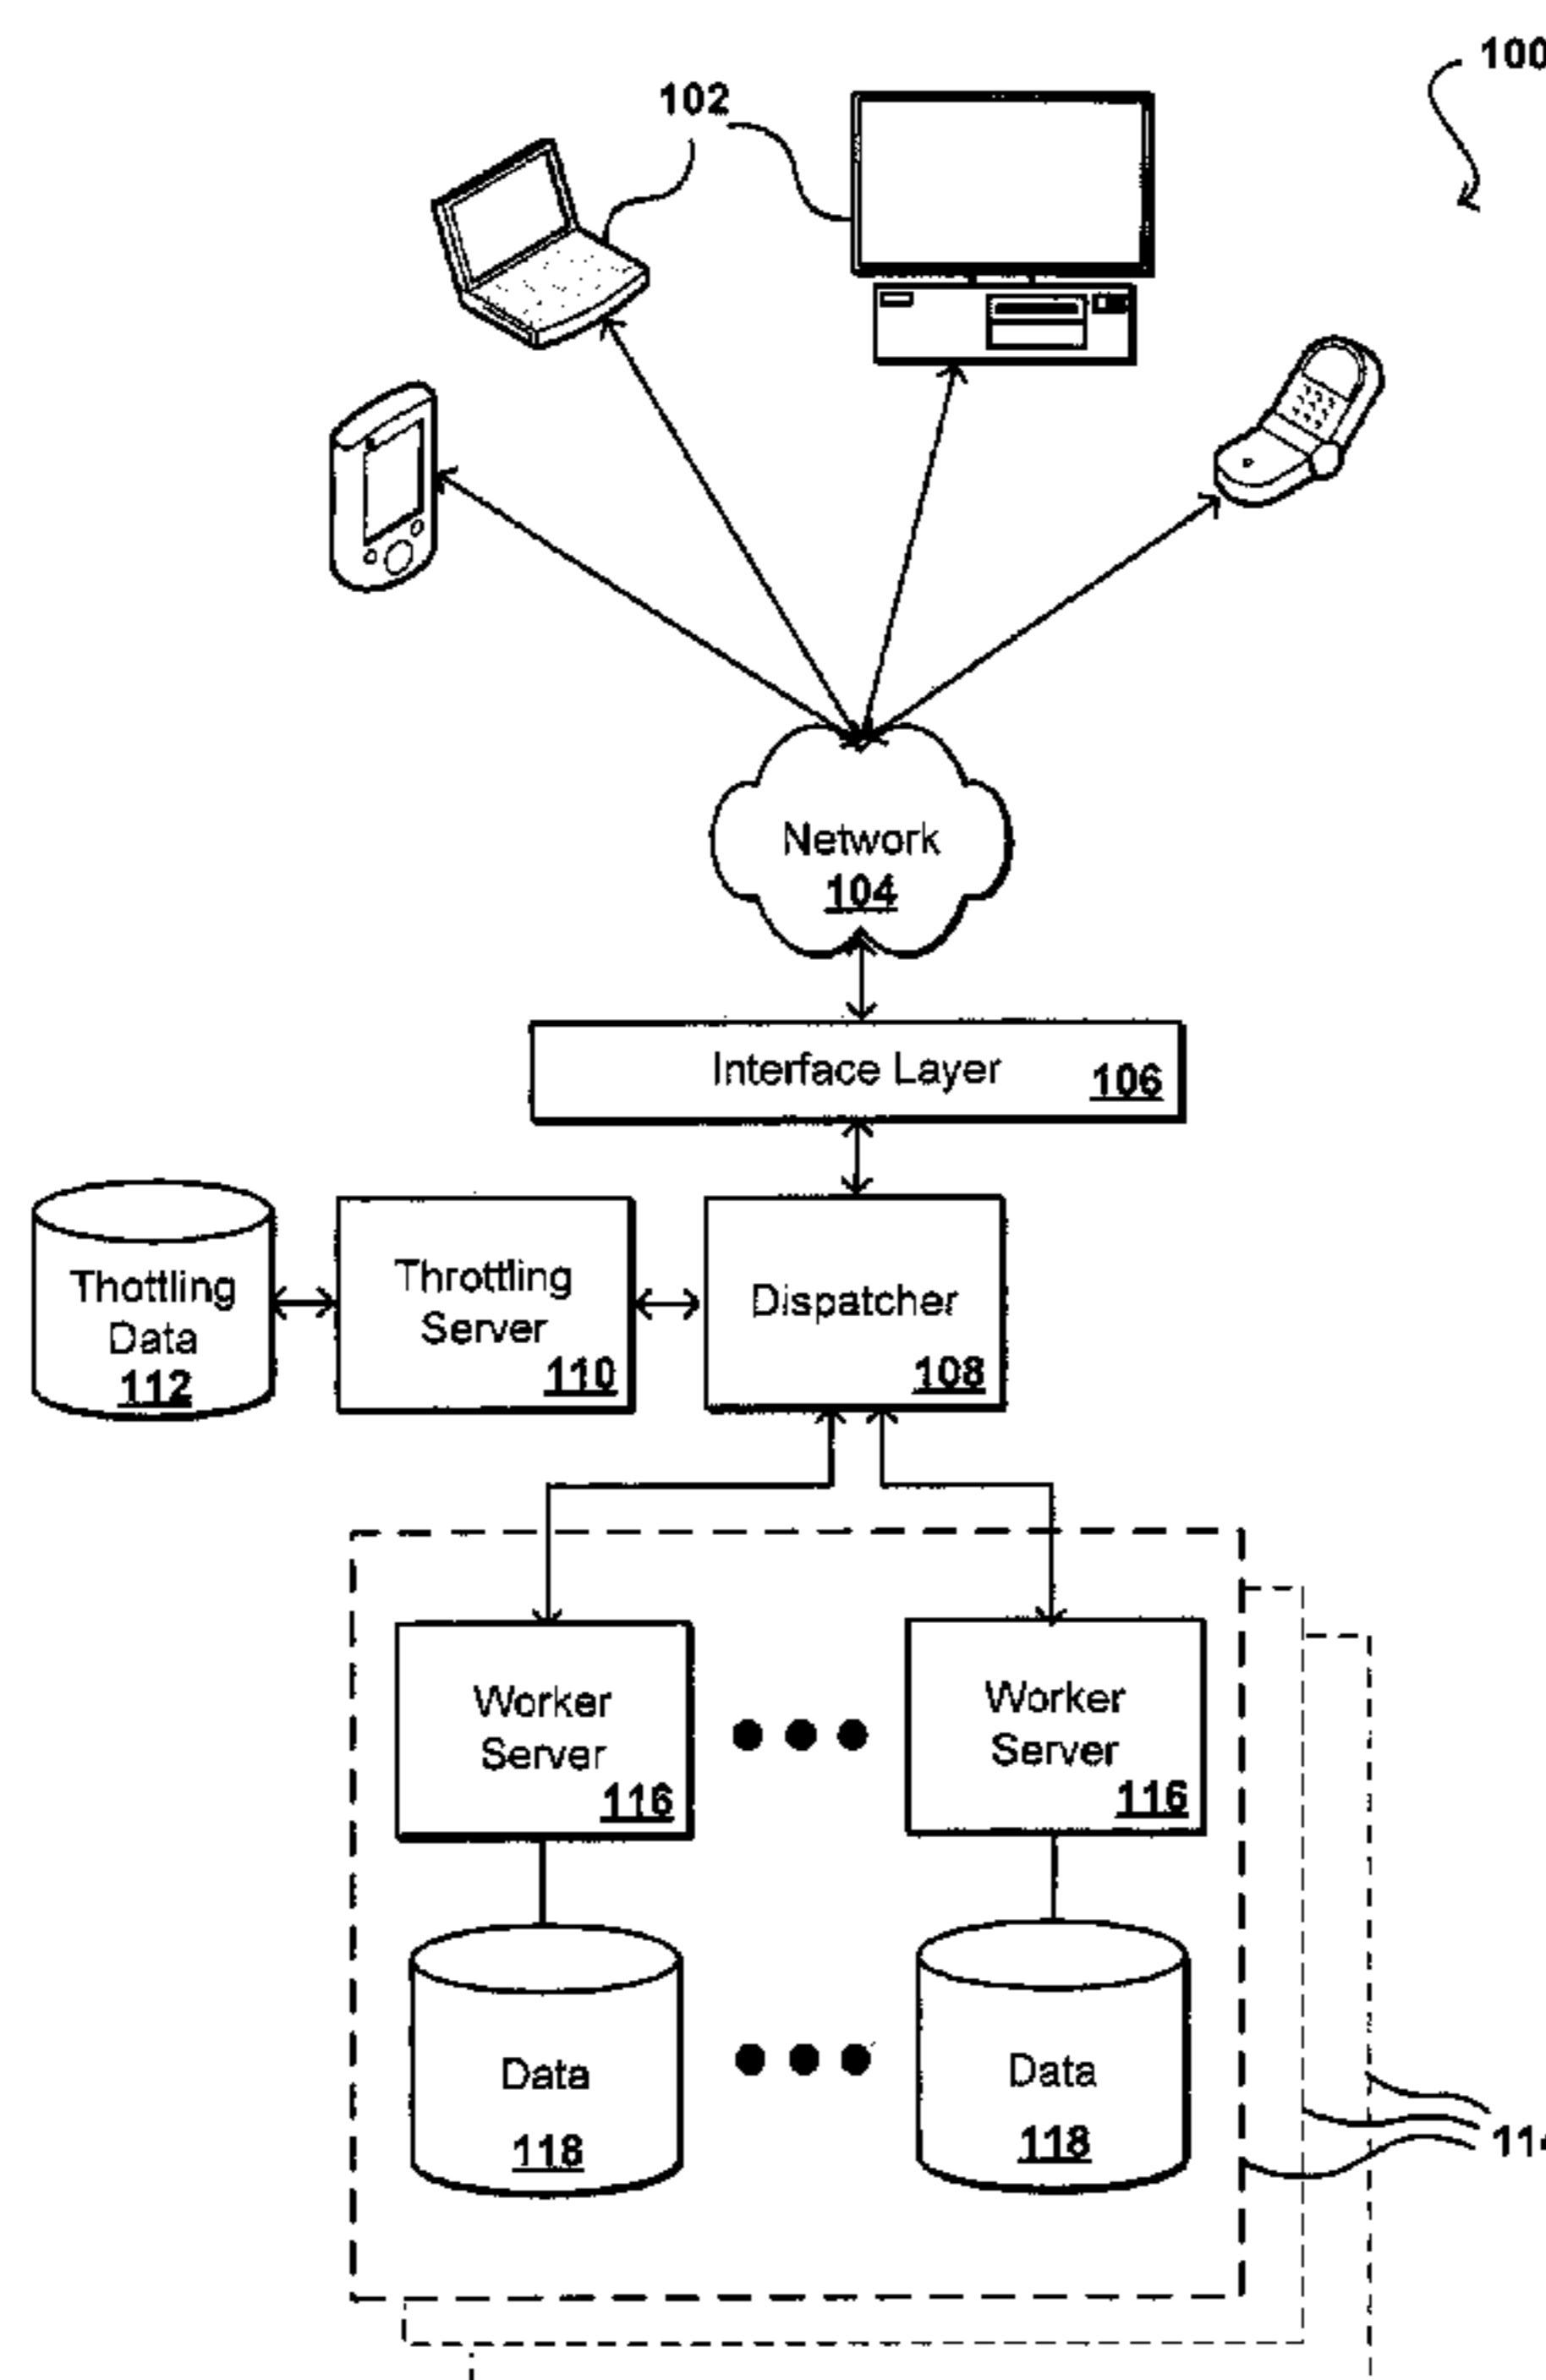 100
102
Network
104
Interface Layer 106
Thottling
Data
112
Throttling
Server
110
Dispatcher
108
Worker
Server
116
Worker
Server
116
Data
118
Data
118